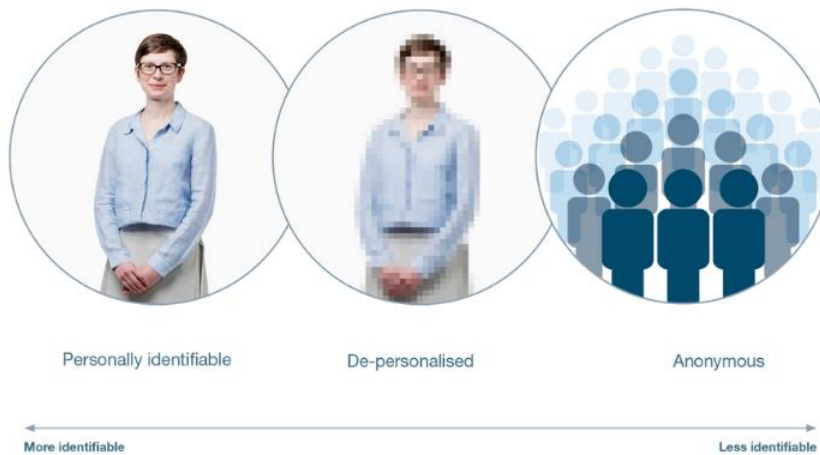 Personally identifiable
De-personalised
Anonymous
More identifiable
Less identifiable